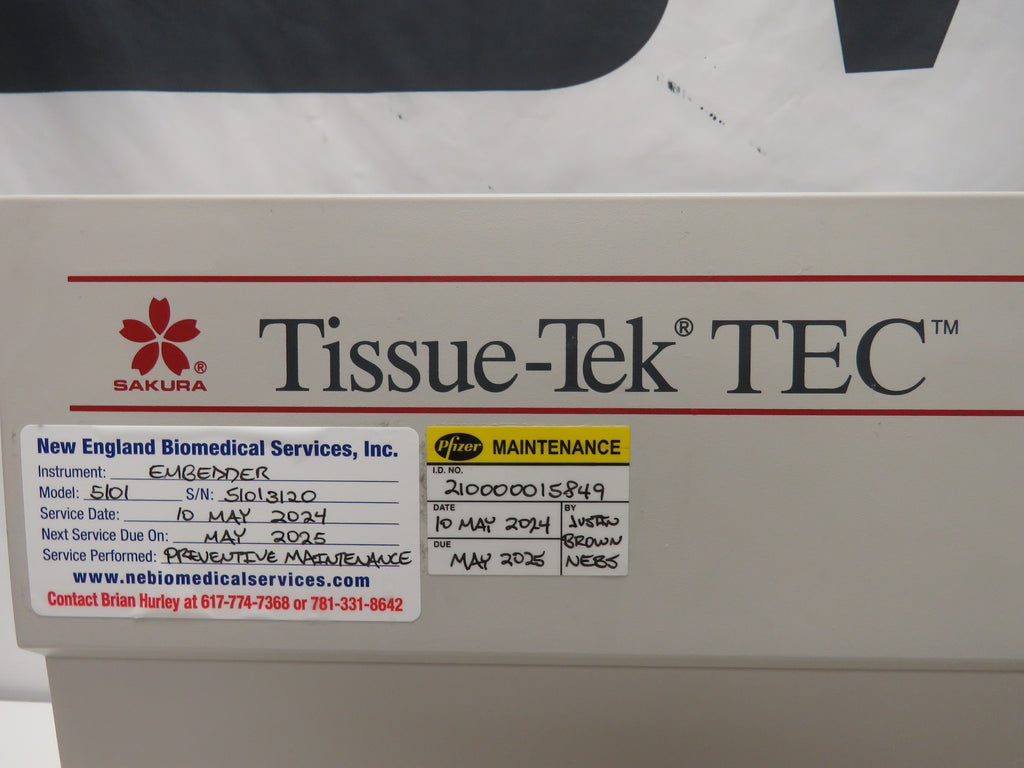 SAKURA®
Tissue-Tek® TEC™
New England Biomedical Services, Inc.
Instrument: EMBEDDER
Model: 5101 S/N: 51013120
Service Date: 10 MAY 2024
Next Service Due On: MAY 2025
Service Performed: PREVENTIVE MAINTENANCE
www.nebiomedicalservices.com
Contact Brian Hurley at 617-774-7368 or 781-331-8642
Pfizer MAINTENANCE
I.D. NO.
210000015849
DATE
10 MAY 2024
BY
JUSTIN
BROWN
NEBS
DUE
MAY 2025